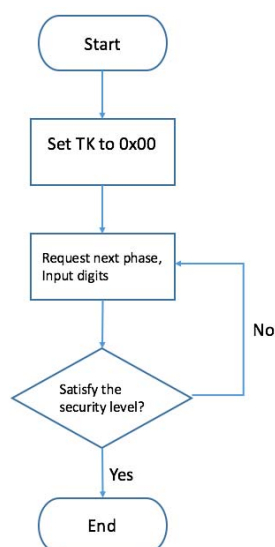 Start
Set TK to 0x00
Request next phase,
Input digits
No
Satisfy the
security level?
Yes
End